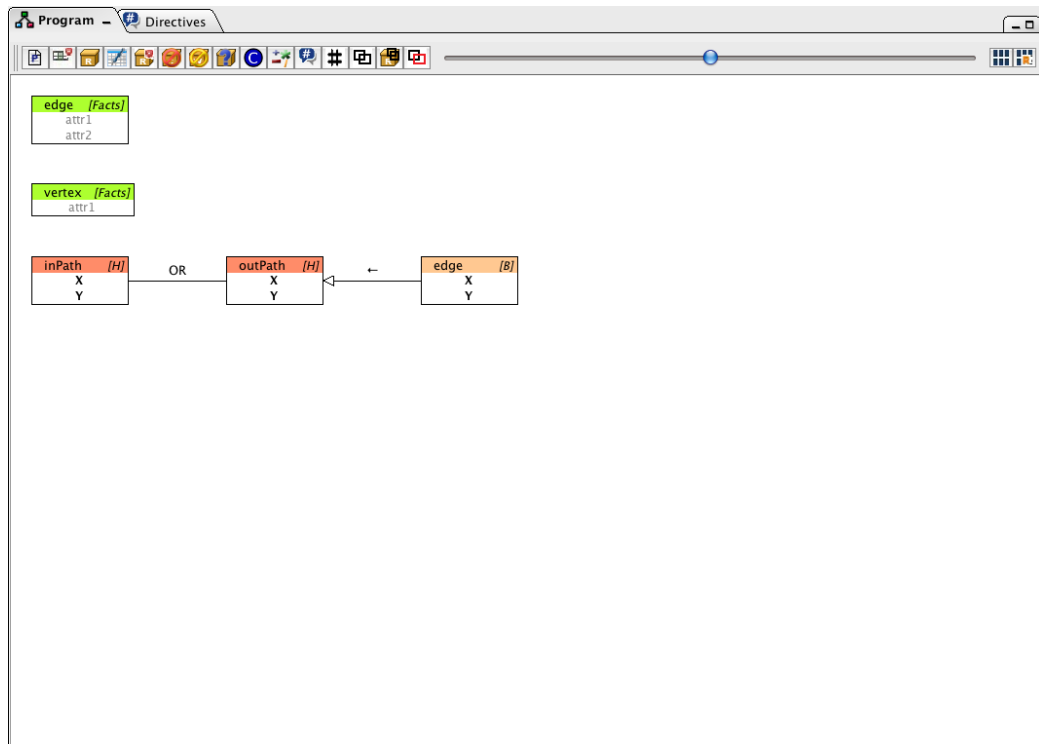 Program
Directives
edge [Facts]
attr1
attr2
vertex [Facts]
attr1
inPath [H] OR outPath [H] ← edge [B]
X X X
Y Y Y